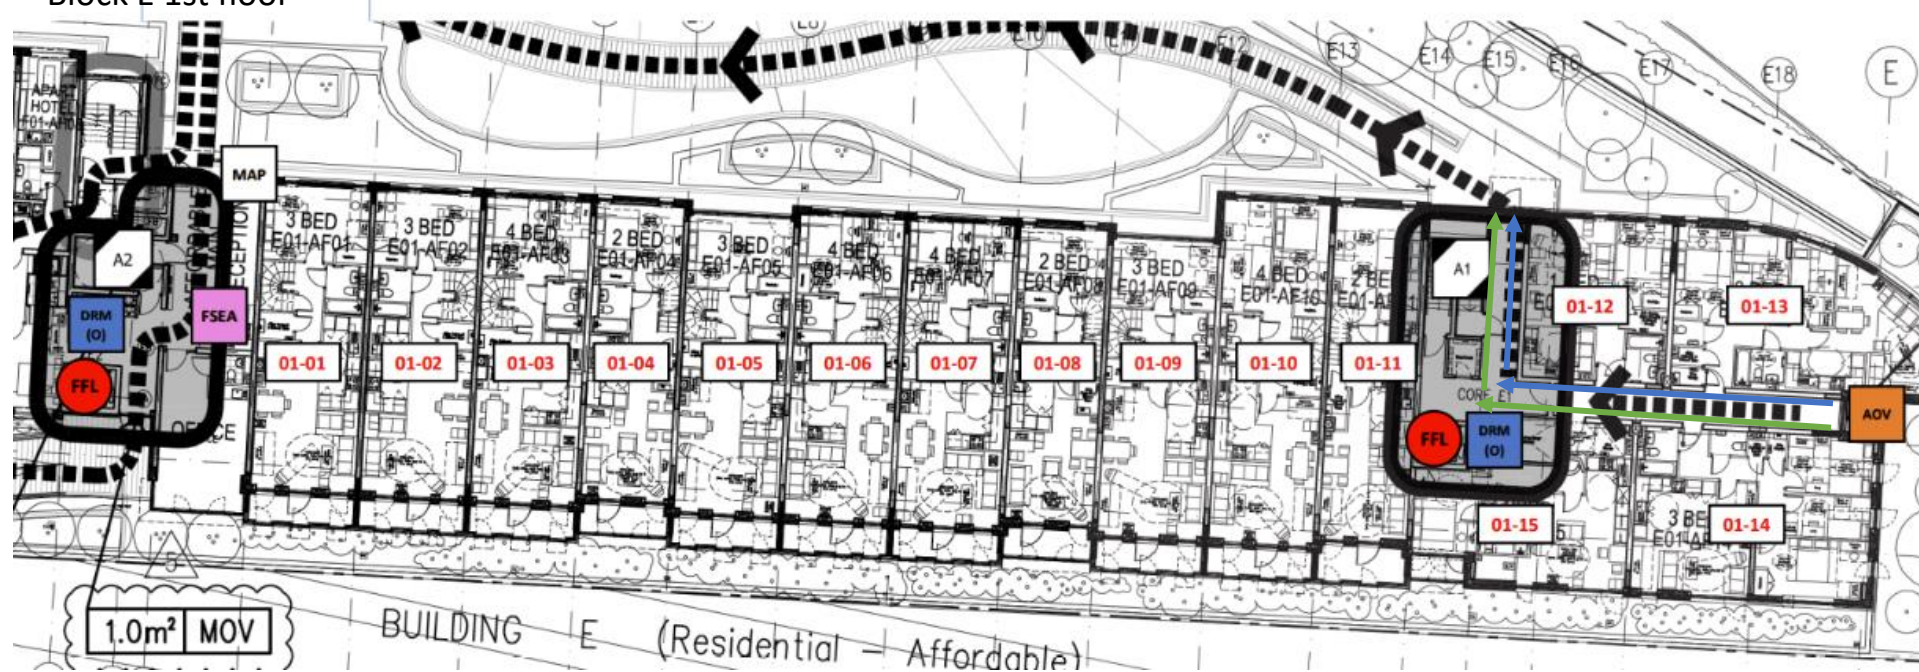 Block E 1st floor
E12
E13
E14
E15
E16
E17
E18
E
APART
HOTEL
MAP
A2
DRM
(O)
FSEA
FFL
RECEPTION
OFFICE
3 BED
E01-AF01
3 BED
E01-AF02
4 BED
E01-AF03
2 BED
E01-AF04
3 BED
E01-AF05
4 BED
E01-AF06
4 BED
E01-AF07
2 BED
E01-AF08
3 BED
E01-AF09
4 BED
E01-AF10
A1
01-12
01-13
01-01
01-02
01-03
01-04
01-05
01-06
01-07
01-08
01-09
01-10
01-11
CORE E1
AOV
FFL
DRM
(O)
01-15
01-14
5
1.0m² MOV
BUILDING E (Residential – Affordable)